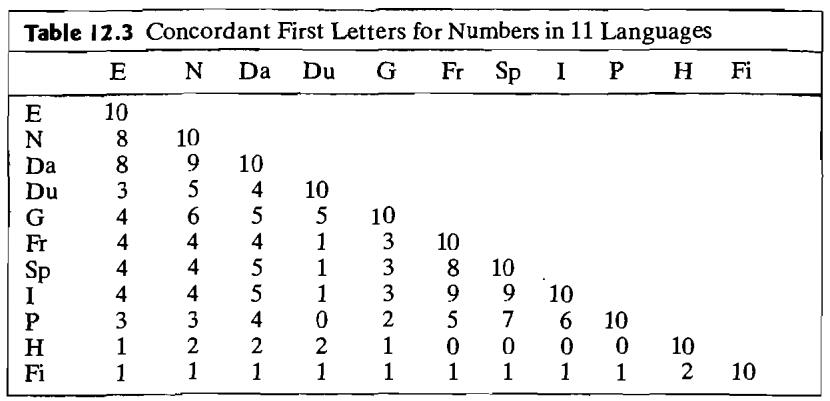 Table 12.3 Concordant First Letters for Numbers in 11 Languages
E N Da Du G Fr Sp I P H Fi
E 10
N 8 10
Da 8 9 10
Du 3 5 4 10
G 4 6 5 5 10
Fr 4 4 4 1 3 10
Sp 4 4 5 1 3 8 10
I 4 4 5 1 3 9 9 10
P 3 3 4 0 2 5 7 6 10
H 1 2 2 2 1 0 0 0 0 10
Fi 1 1 1 1 1 1 1 1 1 2 10